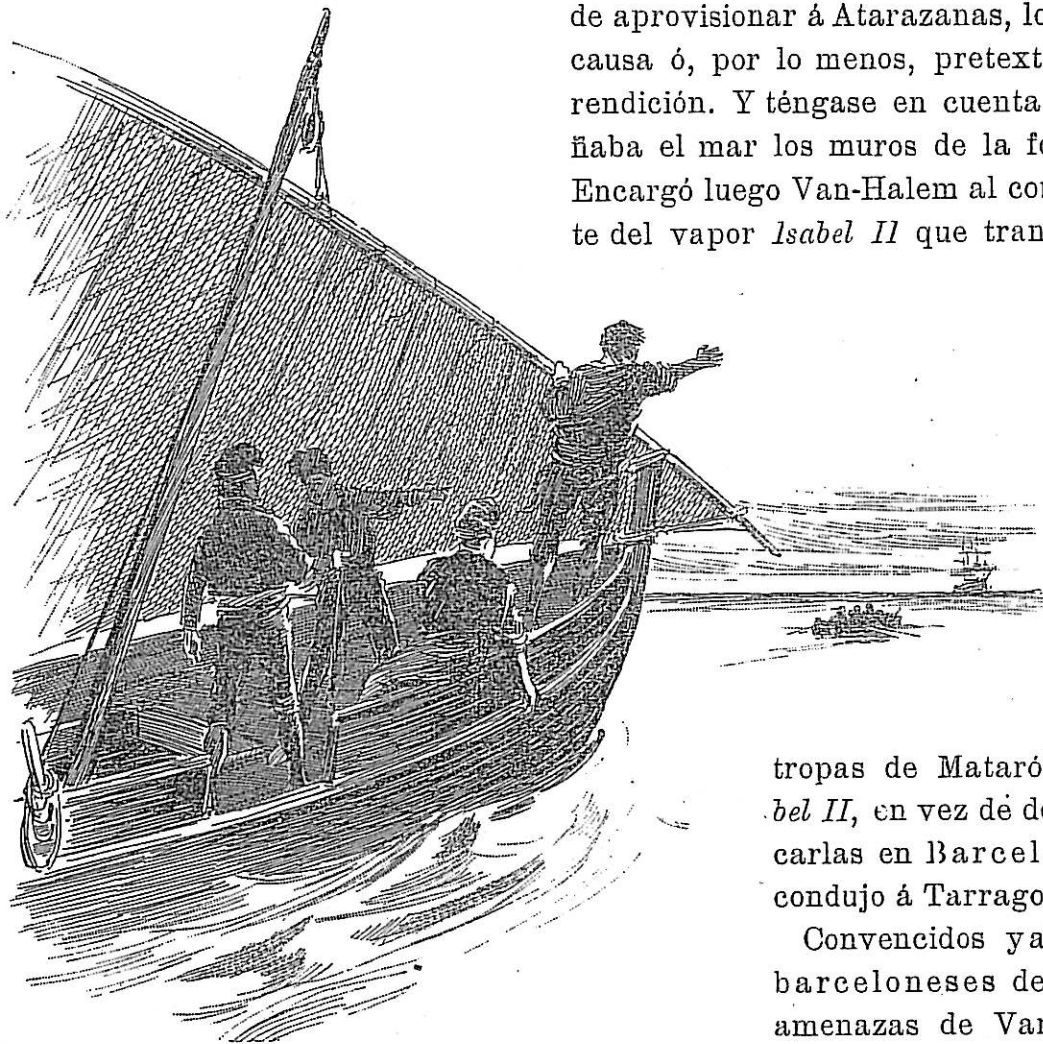 de aprovisionar á Atarazanas, lo
causa ó, por lo menos, pretext
rendición. Y téngase en cuenta
ñaba el mar los muros de la fo
Encargó luego Van-Halem al co
te del vapor Isabel II que tran
tropas de Mataró
bel II, en vez de de
carlas en Barcel
condujo á Tarrago
Convencidos ya
barceloneses de
amenazas de Van